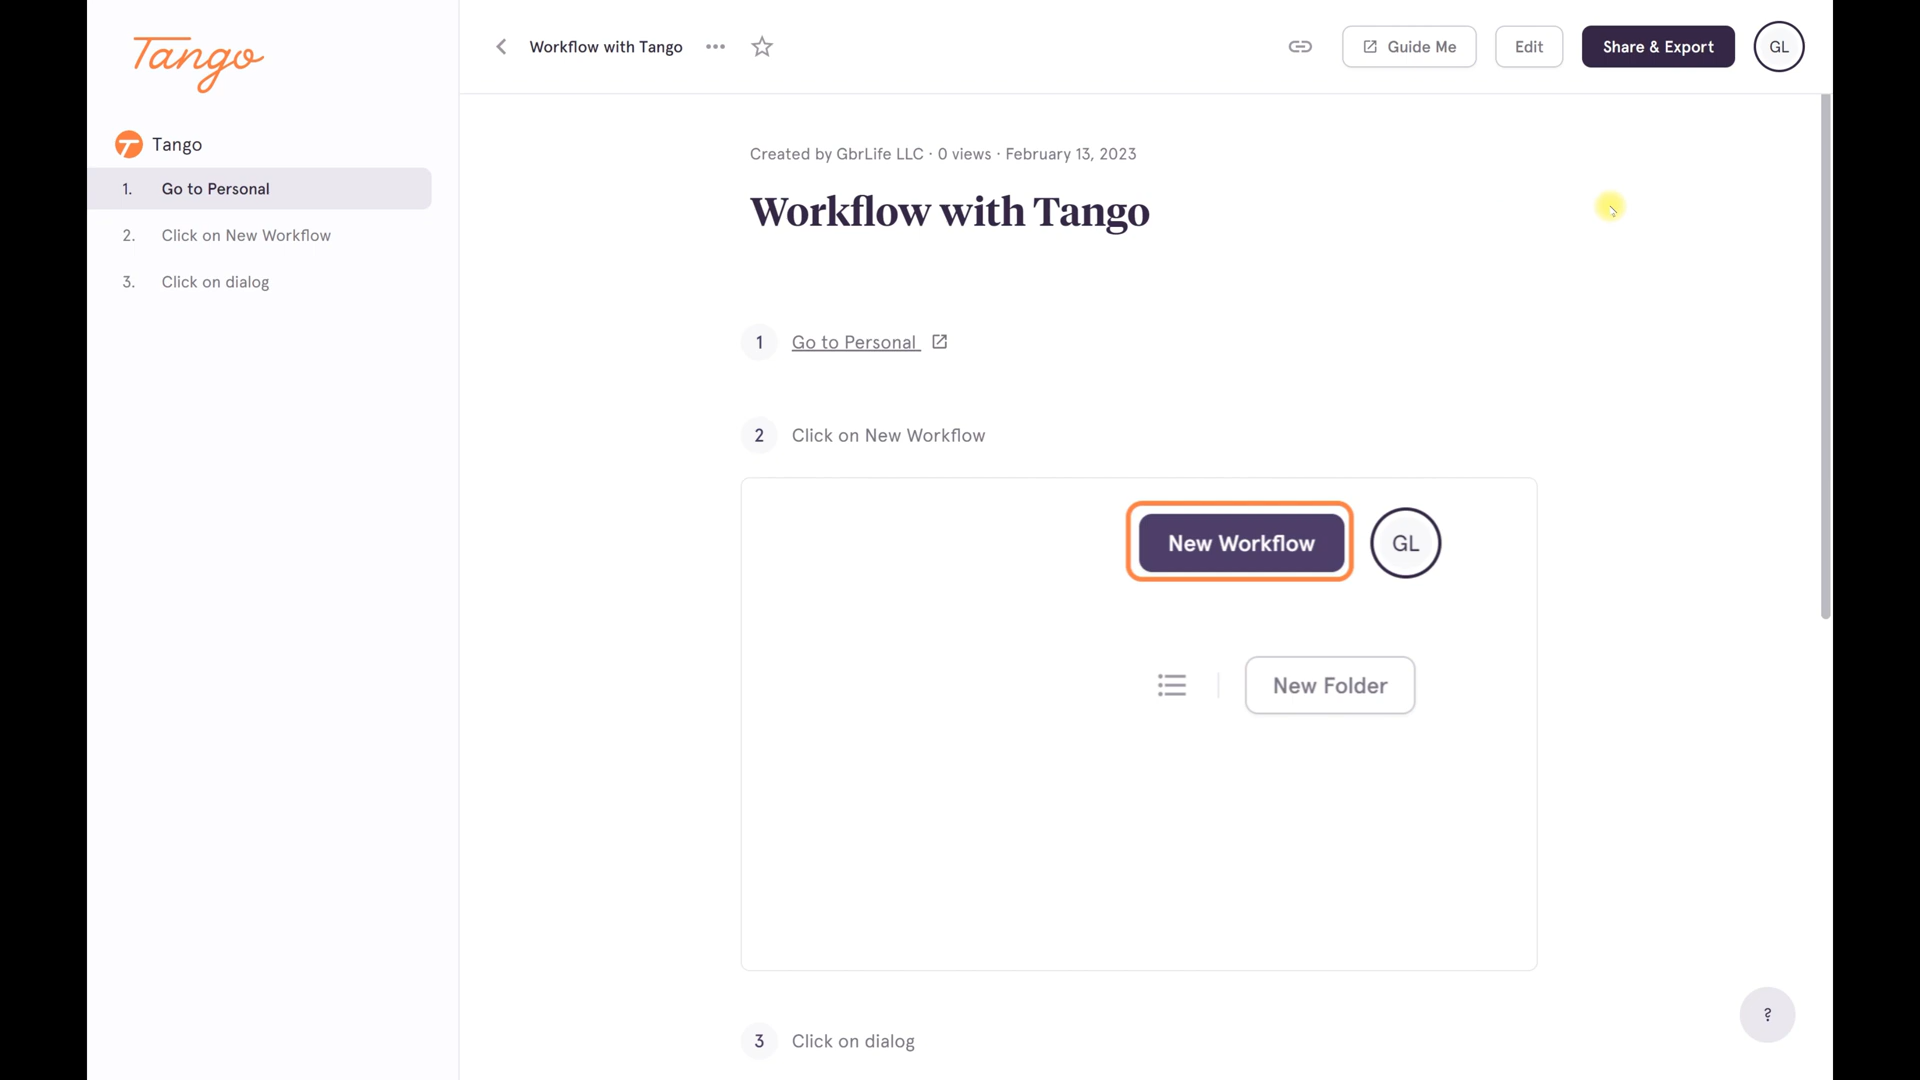 Tango
Tango
1. Go to Personal
2. Click on New Workflow
3. Click on dialog
Workflow with Tango
Guide Me
Edit
Share & Export
GL
Created by GbrLife LLC · 0 views · February 13, 2023
Workflow with Tango
1 Go to Personal
2 Click on New Workflow
New Workflow
GL
New Folder
3 Click on dialog
?